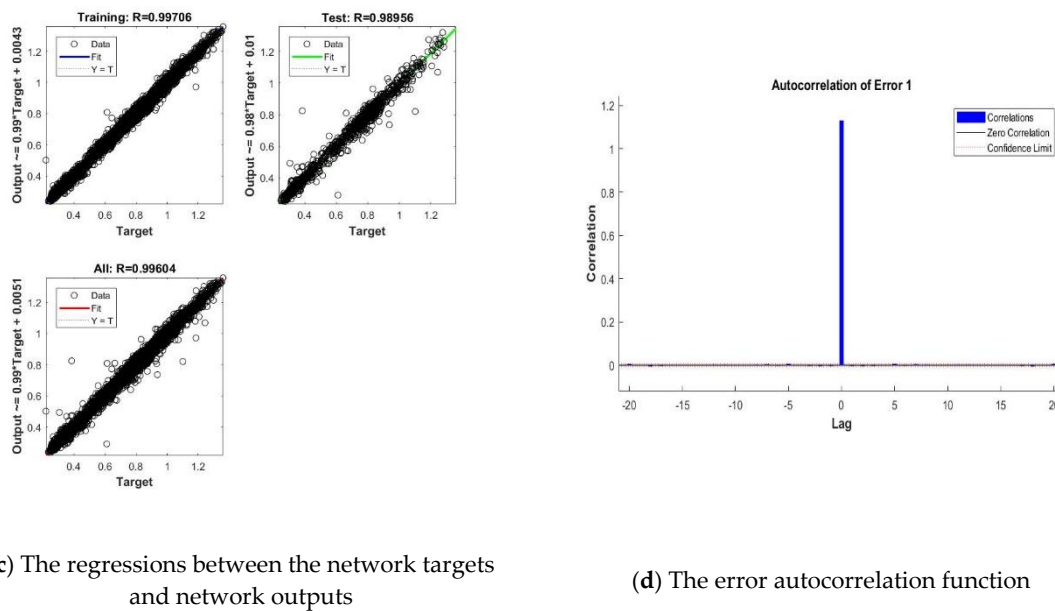 Training: R=0.99706
Output ~= 0.99*Target + 0.0043
Data
Fit
Y = T
1.2
1
0.8
0.6
0.4
0.4 0.6 0.8 1 1.2
Target
Test: R=0.98956
Output ~= 0.98*Target + 0.01
Data
Fit
Y = T
1.2
1
0.8
0.6
0.4
0.4 0.6 0.8 1 1.2
Target
All: R=0.99604
Output ~= 0.99*Target + 0.0051
Data
Fit
Y = T
1.2
1
0.8
0.6
0.4
0.4 0.6 0.8 1 1.2
Target
Autocorrelation of Error 1
Correlations
Zero Correlation
Confidence Limit
Correlation
1.2
1
0.8
0.6
0.4
0.2
0
-20 -15 -10 -5 0 5 10 15 20
Lag
c) The regressions between the network targets
and network outputs
(d) The error autocorrelation function